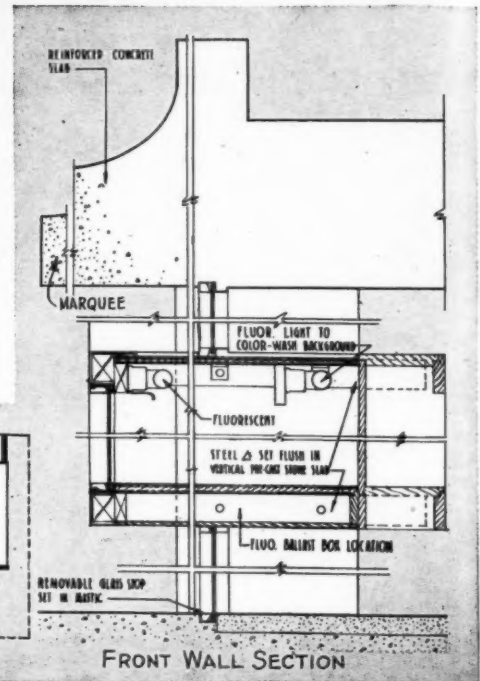 REINFORCED CONCRETE
SLAB
MARQUEE
FLUOR. LIGHT TO
COLOR-WASH BACKGROUND
FLUORESCENT
STEEL △ SET FLUSH IN
VERTICAL PRE-CAST STONE SLAB
FLUO. BALLAST BOX LOCATION
REMOVABLE GLASS STOP
SET IN MASTIC
FRONT WALL SECTION